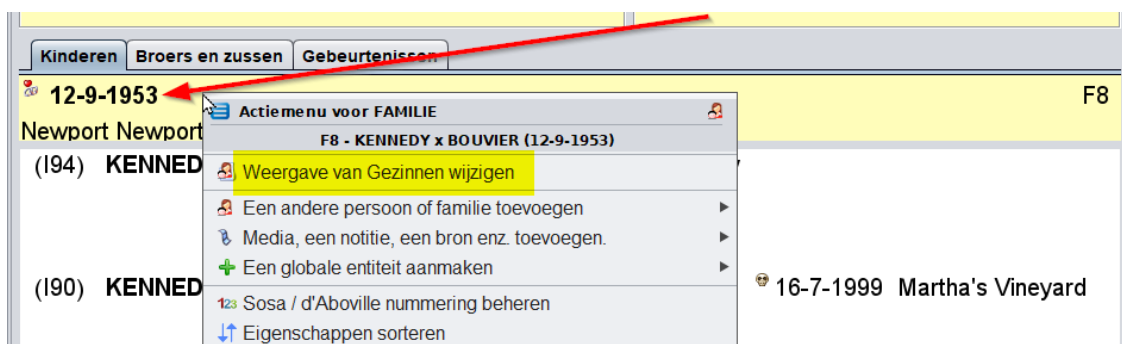 Kinderen Broers en zussen Gebeurtenissen
12-9-1953 F8
Newport Newport
Actiemenu voor FAMILIE
F8 - KENNEDY x BOUVIER (12-9-1953)
(I94) KENNED
Weergave van Gezinnen wijzigen
Een andere persoon of familie toevoegen
Media, een notitie, een bron enz. toevoegen.
Een globale entiteit aanmaken
(I90) KENNED 16-7-1999 Martha's Vineyard
123 Sosa / d'Aboville nummering beheren
Eigenschappen sorteren